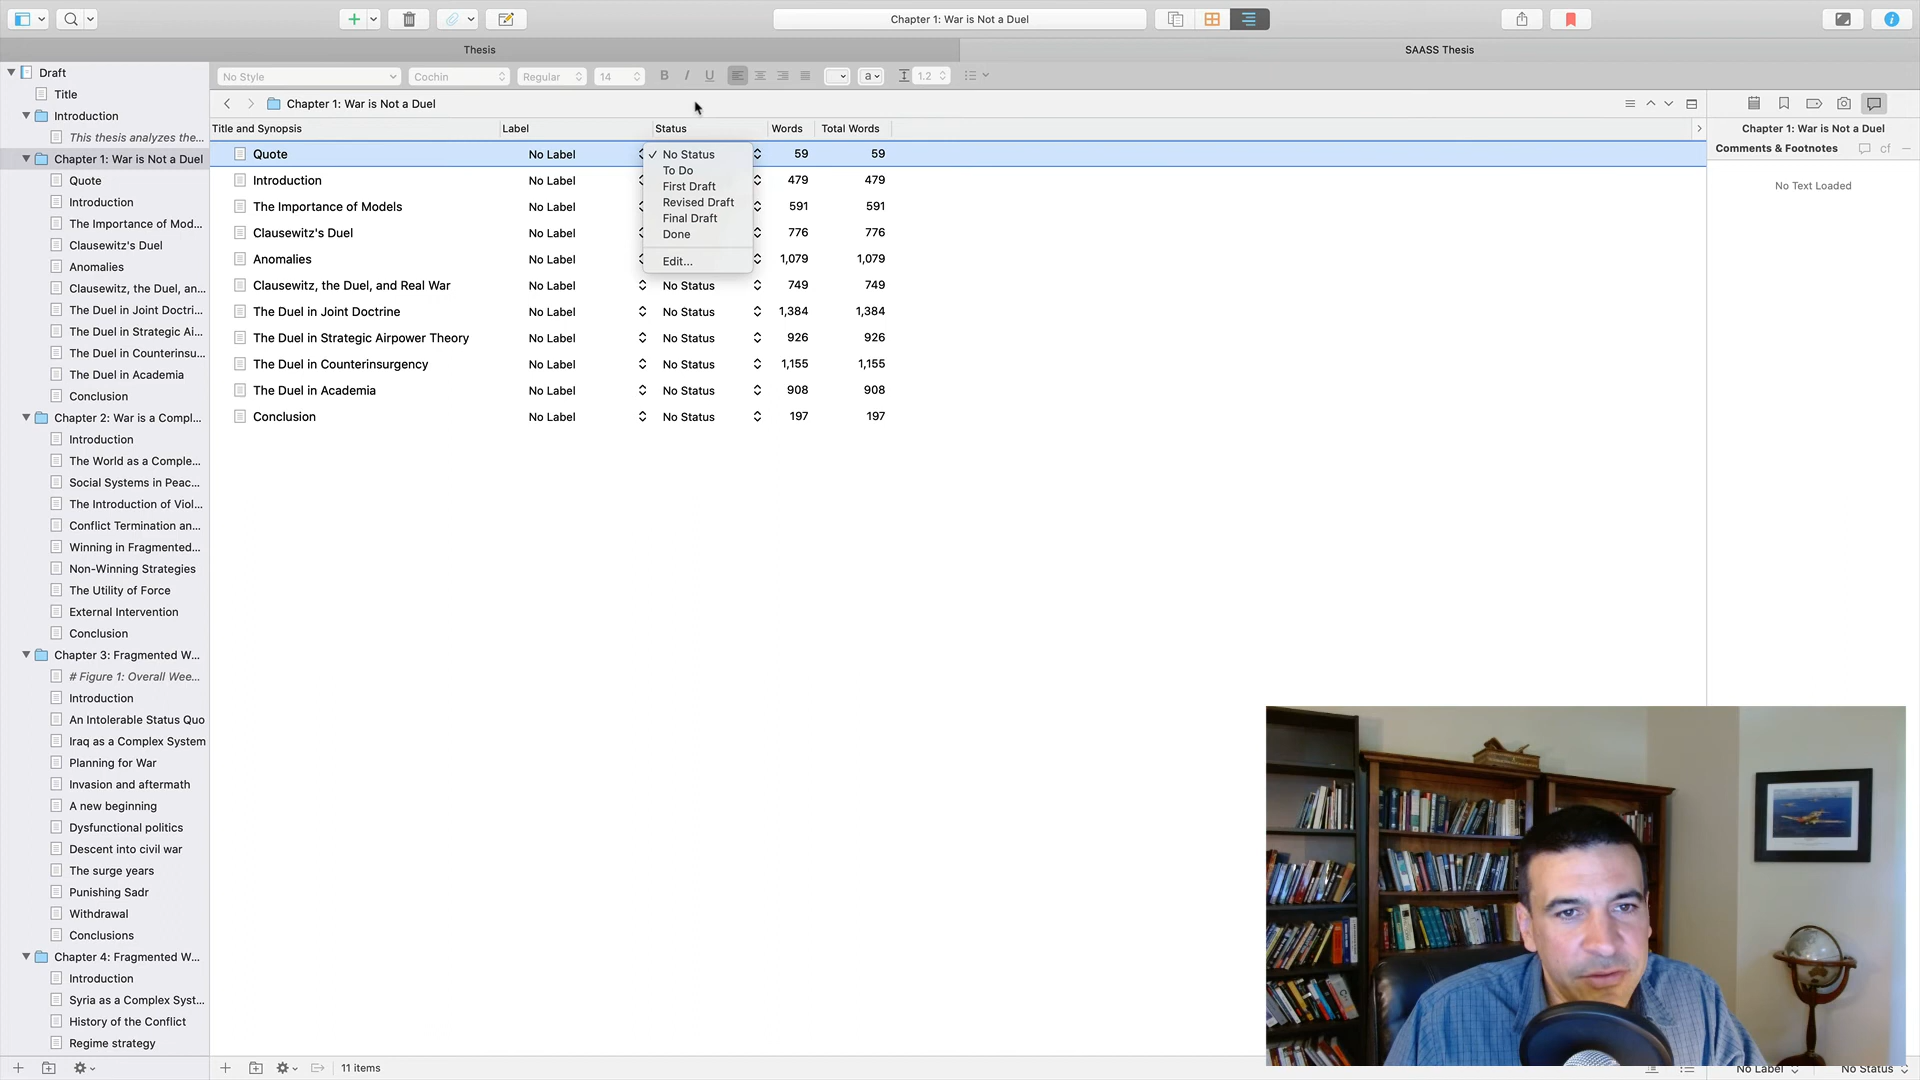 Chapter 1: War is Not a Duel
Thesis
SAASS Thesis
No Style
Cochin
Regular
14
B
I
U
a
1.2
Draft
Title
Introduction
This thesis analyzes the...
Chapter 1: War is Not a Duel
Quote
Introduction
The Importance of Mod...
Clausewitz's Duel
Anomalies
Clausewitz, the Duel, an...
The Duel in Joint Doctri...
The Duel in Strategic Ai...
The Duel in Counterinsu...
The Duel in Academia
Conclusion
Chapter 2: War is a Compl...
Introduction
The World as a Comple...
Social Systems in Peac...
The Introduction of Viol...
Conflict Termination an...
Winning in Fragmented...
Non-Winning Strategies
The Utility of Force
External Intervention
Conclusion
Chapter 3: Fragmented W...
# Figure 1: Overall Wee...
Introduction
An Intolerable Status Quo
Iraq as a Complex System
Planning for War
Invasion and aftermath
A new beginning
Dysfunctional politics
Descent into civil war
The surge years
Punishing Sadr
Withdrawal
Conclusions
Chapter 4: Fragmented W...
Introduction
Syria as a Complex Syst...
History of the Conflict
Regime strategy
Chapter 1: War is Not a Duel
Title and Synopsis Label Status Words Total Words
Quote No Label 59 59
Introduction No Label 479 479
The Importance of Models No Label 591 591
Clausewitz's Duel No Label 776 776
Anomalies No Label 1,079 1,079
Clausewitz, the Duel, and Real War No Label No Status 749 749
The Duel in Joint Doctrine No Label No Status 1,384 1,384
The Duel in Strategic Airpower Theory No Label No Status 926 926
The Duel in Counterinsurgency No Label No Status 1,155 1,155
The Duel in Academia No Label No Status 908 908
Conclusion No Label No Status 197 197
✓ No Status
To Do
First Draft
Revised Draft
Final Draft
Done
Edit...
Chapter 1: War is Not a Duel
Comments & Footnotes
cf
No Text Loaded
11 items
No Label
No Status